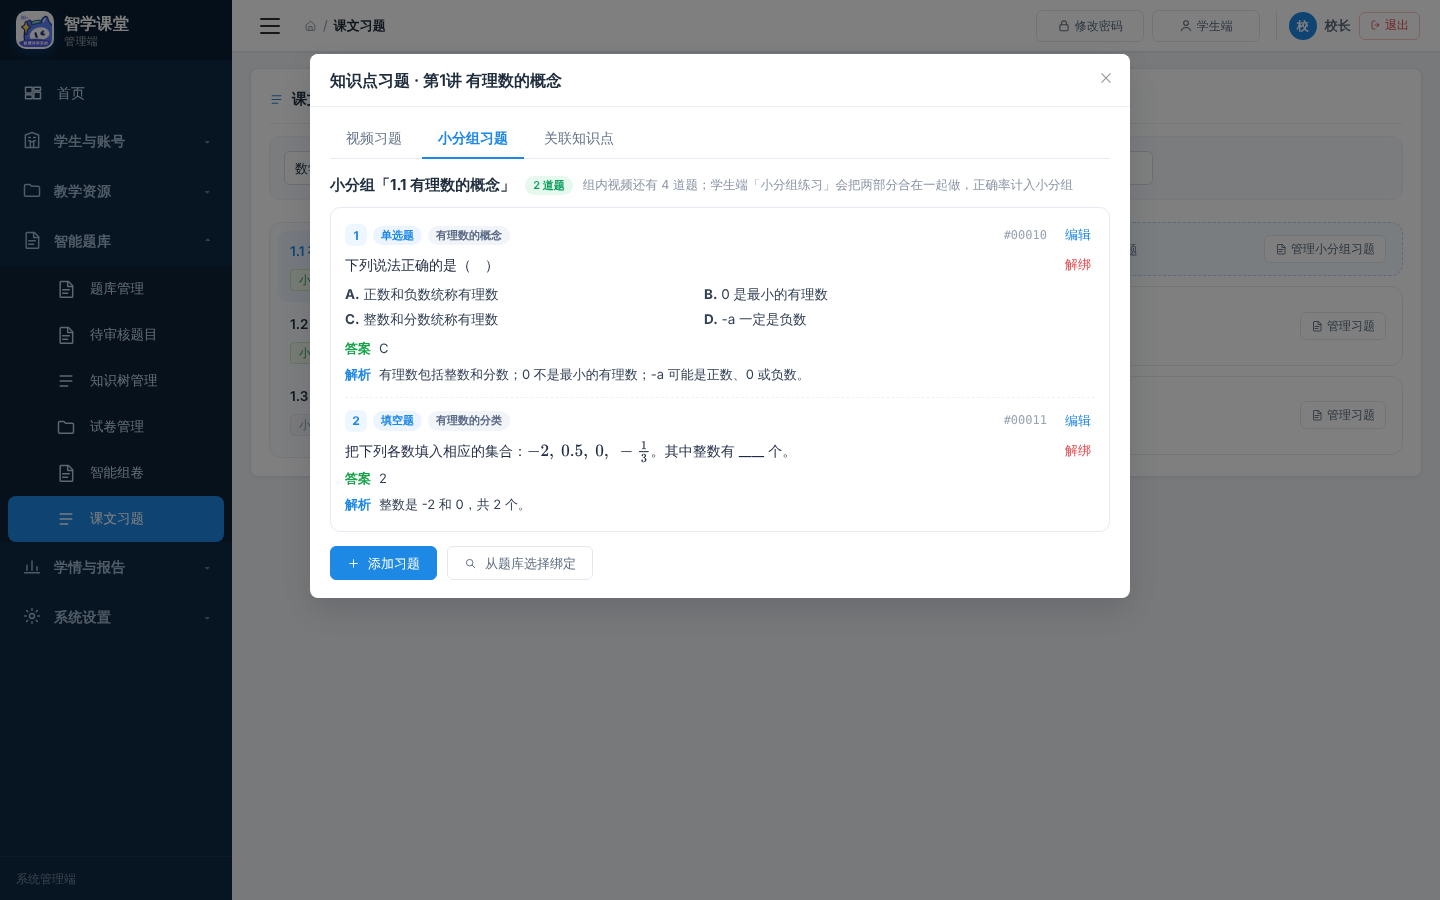 智学课堂
管理端
首页
学生与账号
教学资源
智能题库
题库管理
待审核题目
知识树管理
试卷管理
智能组卷
课文习题
学情与报告
系统设置
系统管理端
/ 课文习题
修改密码
学生端
校 校长
退出
课
数
1.1
小
1.2
小
1.3
小
题
管理小分组习题
管理习题
管理习题
知识点习题 · 第1讲 有理数的概念
视频习题 小分组习题 关联知识点
小分组「1.1 有理数的概念」 2 道题 组内视频还有 4 道题；学生端「小分组练习」会把两部分合在一起做，正确率计入小分组
1 单选题 有理数的概念 #00010 编辑
下列说法正确的是（ ） 解绑
A. 正数和负数统称有理数 B. 0 是最小的有理数
C. 整数和分数统称有理数 D. -a 一定是负数
答案 C
解析 有理数包括整数和分数；0 不是最小的有理数；-a 可能是正数、0 或负数。
2 填空题 有理数的分类 #00011 编辑
把下列各数填入相应的集合：−2, 0.5, 0, −1/3。其中整数有 ___ 个。 解绑
答案 2
解析 整数是 -2 和 0，共 2 个。
添加习题 从题库选择绑定